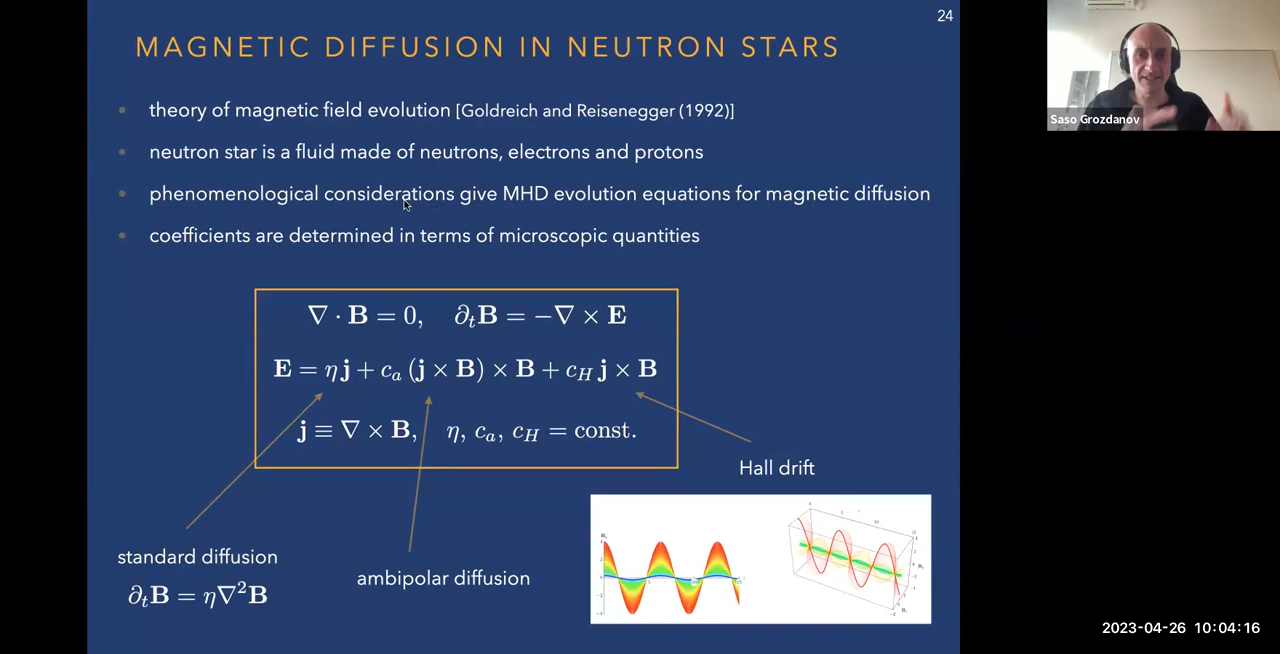 24
MAGNETIC DIFFUSION IN NEUTRON STARS
• theory of magnetic field evolution [Goldreich and Reisenegger (1992)]
• neutron star is a fluid made of neutrons, electrons and protons
• phenomenological considerations give MHD evolution equations for magnetic diffusion
• coefficients are determined in terms of microscopic quantities
∇ · B = 0, ∂ₜB = −∇ × E
E = η j + cₐ (j × B) × B + c_H j × B
j ≡ ∇ × B, η, cₐ, c_H = const.
Hall drift
standard diffusion
∂ₜB = η∇²B
ambipolar diffusion
Saso Grozdanov
2023-04-26 10:04:16